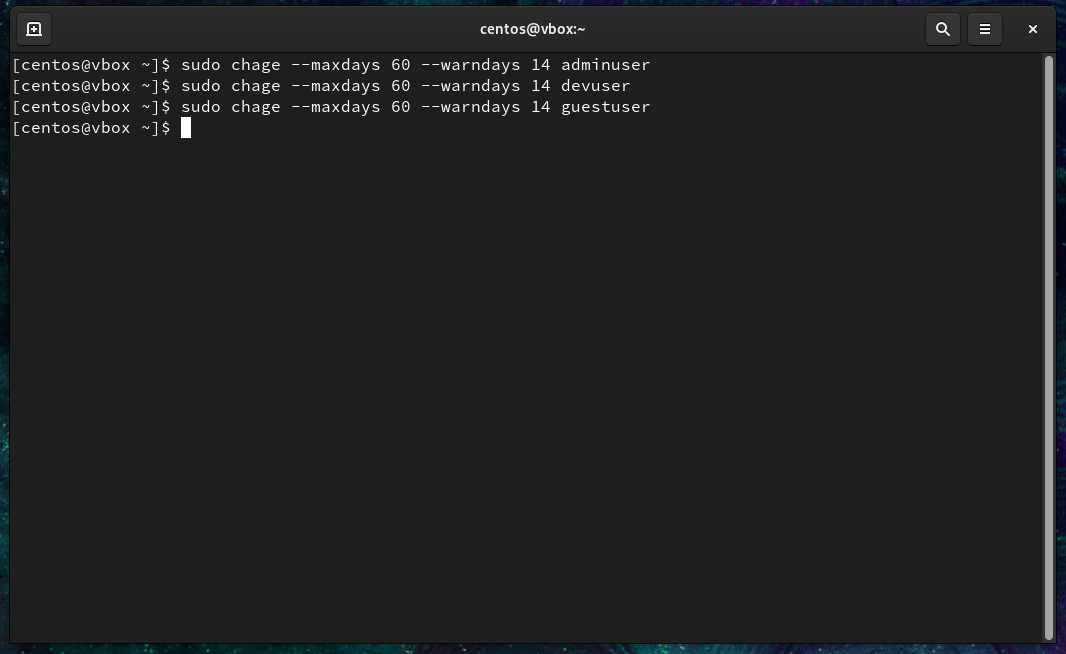 centos@vbox:~
[centos@vbox ~]$ sudo chage --maxdays 60 --warndays 14 adminuser
[centos@vbox ~]$ sudo chage --maxdays 60 --warndays 14 devuser
[centos@vbox ~]$ sudo chage --maxdays 60 --warndays 14 guestuser
[centos@vbox ~]$